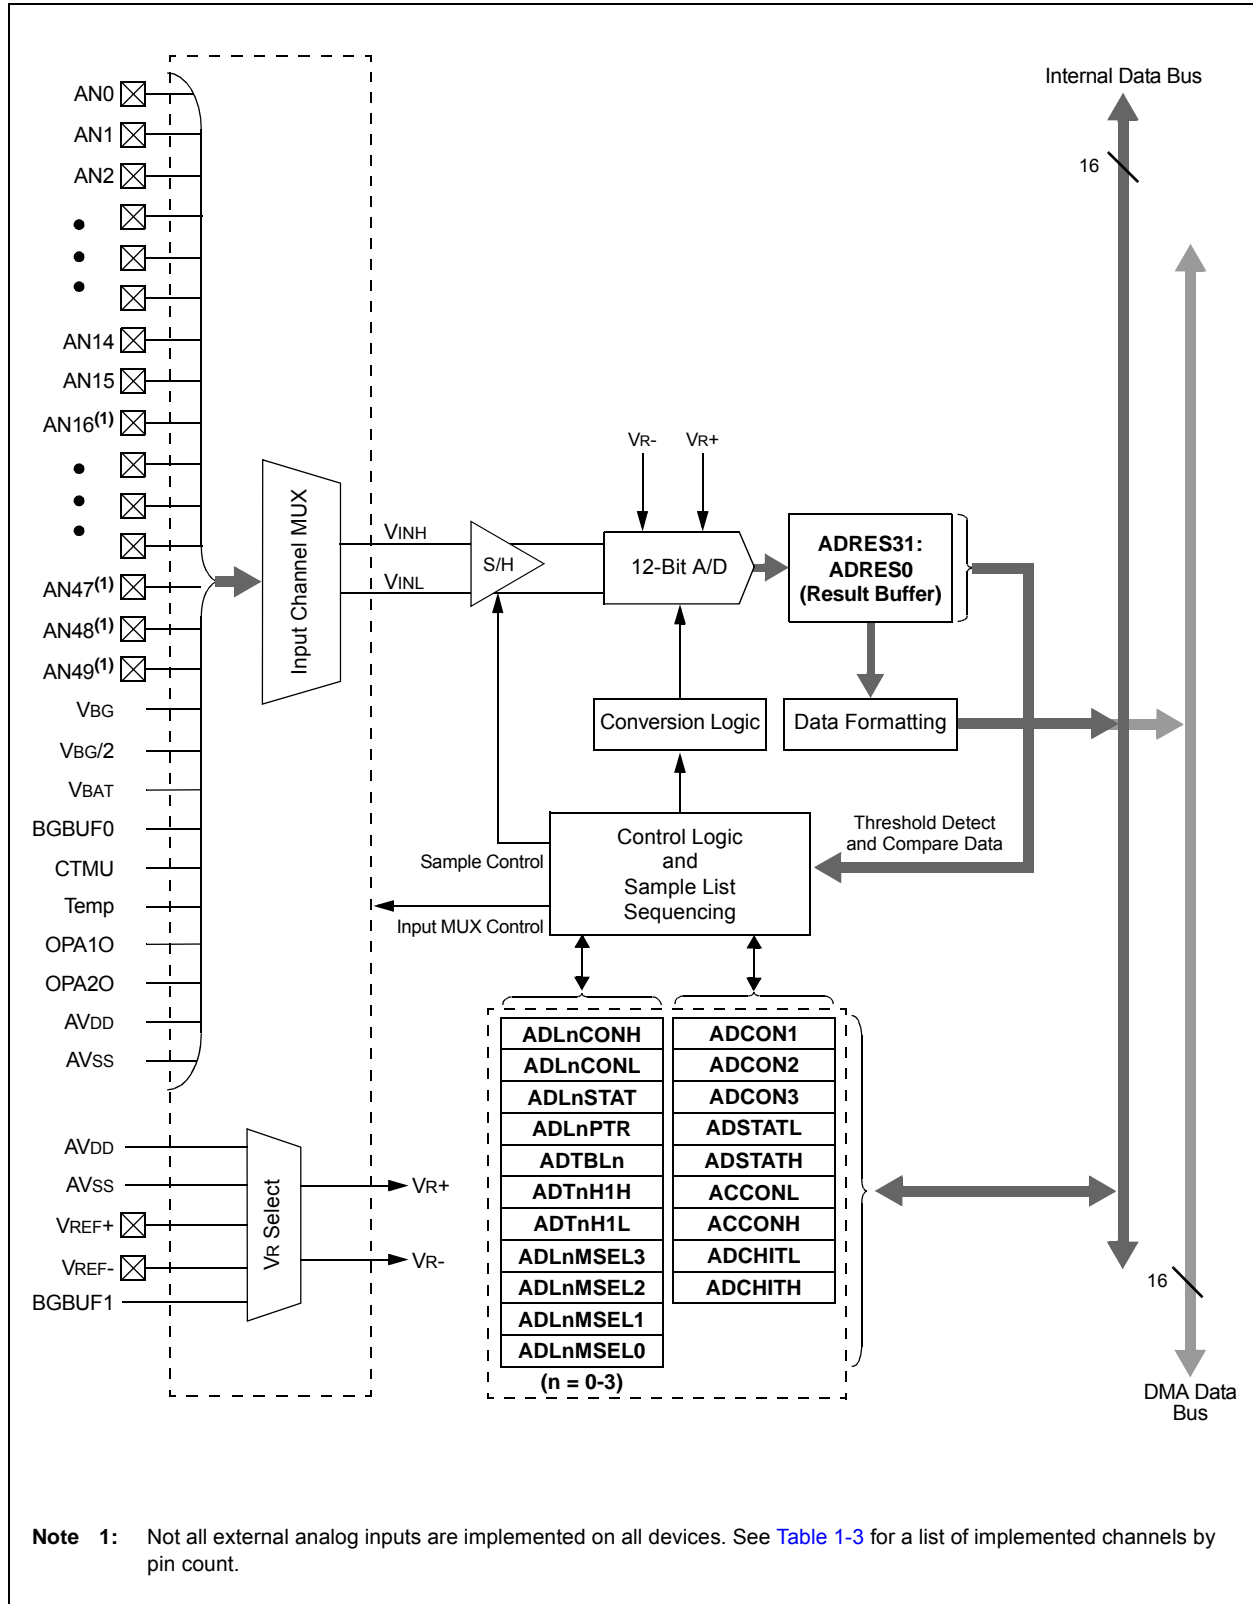 Internal Data Bus
16
AN0
AN1
AN2
AN14
AN15
AN16(1)
AN47(1)
AN48(1)
AN49(1)
VBG
VBG/2
VBAT
BGBUF0
CTMU
Temp
OPA1O
OPA2O
AVDD
AVSS
Input Channel MUX
VINH
VINL
S/H
VR-
VR+
12-Bit A/D
ADRES31:
ADRES0
(Result Buffer)
Conversion Logic
Data Formatting
Control Logic
and
Sample List
Sequencing
Threshold Detect
and Compare Data
Sample Control
Input MUX Control
ADLnCONH
ADLnCONL
ADLnSTAT
ADLnPTR
ADTBLn
ADTnH1H
ADTnH1L
ADLnMSEL3
ADLnMSEL2
ADLnMSEL1
ADLnMSEL0
(n = 0-3)
ADCON1
ADCON2
ADCON3
ADSTATL
ADSTATH
ACCONL
ACCONH
ADCHITL
ADCHITH
AVDD
AVSS
VREF+
VREF-
BGBUF1
VR Select
VR+
VR-
16
DMA Data
Bus
Note 1: Not all external analog inputs are implemented on all devices. See Table 1-3 for a list of implemented channels by
pin count.